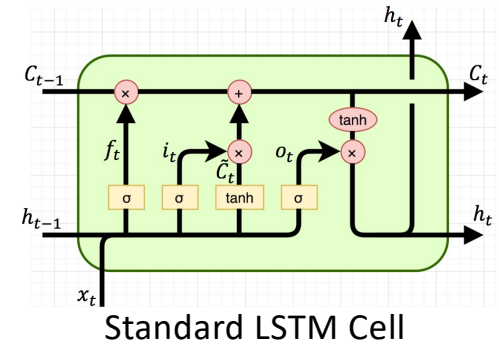 h_t
C_{t-1}
C_t
×
+
tanh
f_t
i_t
×
o_t
×
C̃_t
σ
σ
tanh
σ
h_{t-1}
h_t
x_t
Standard LSTM Cell